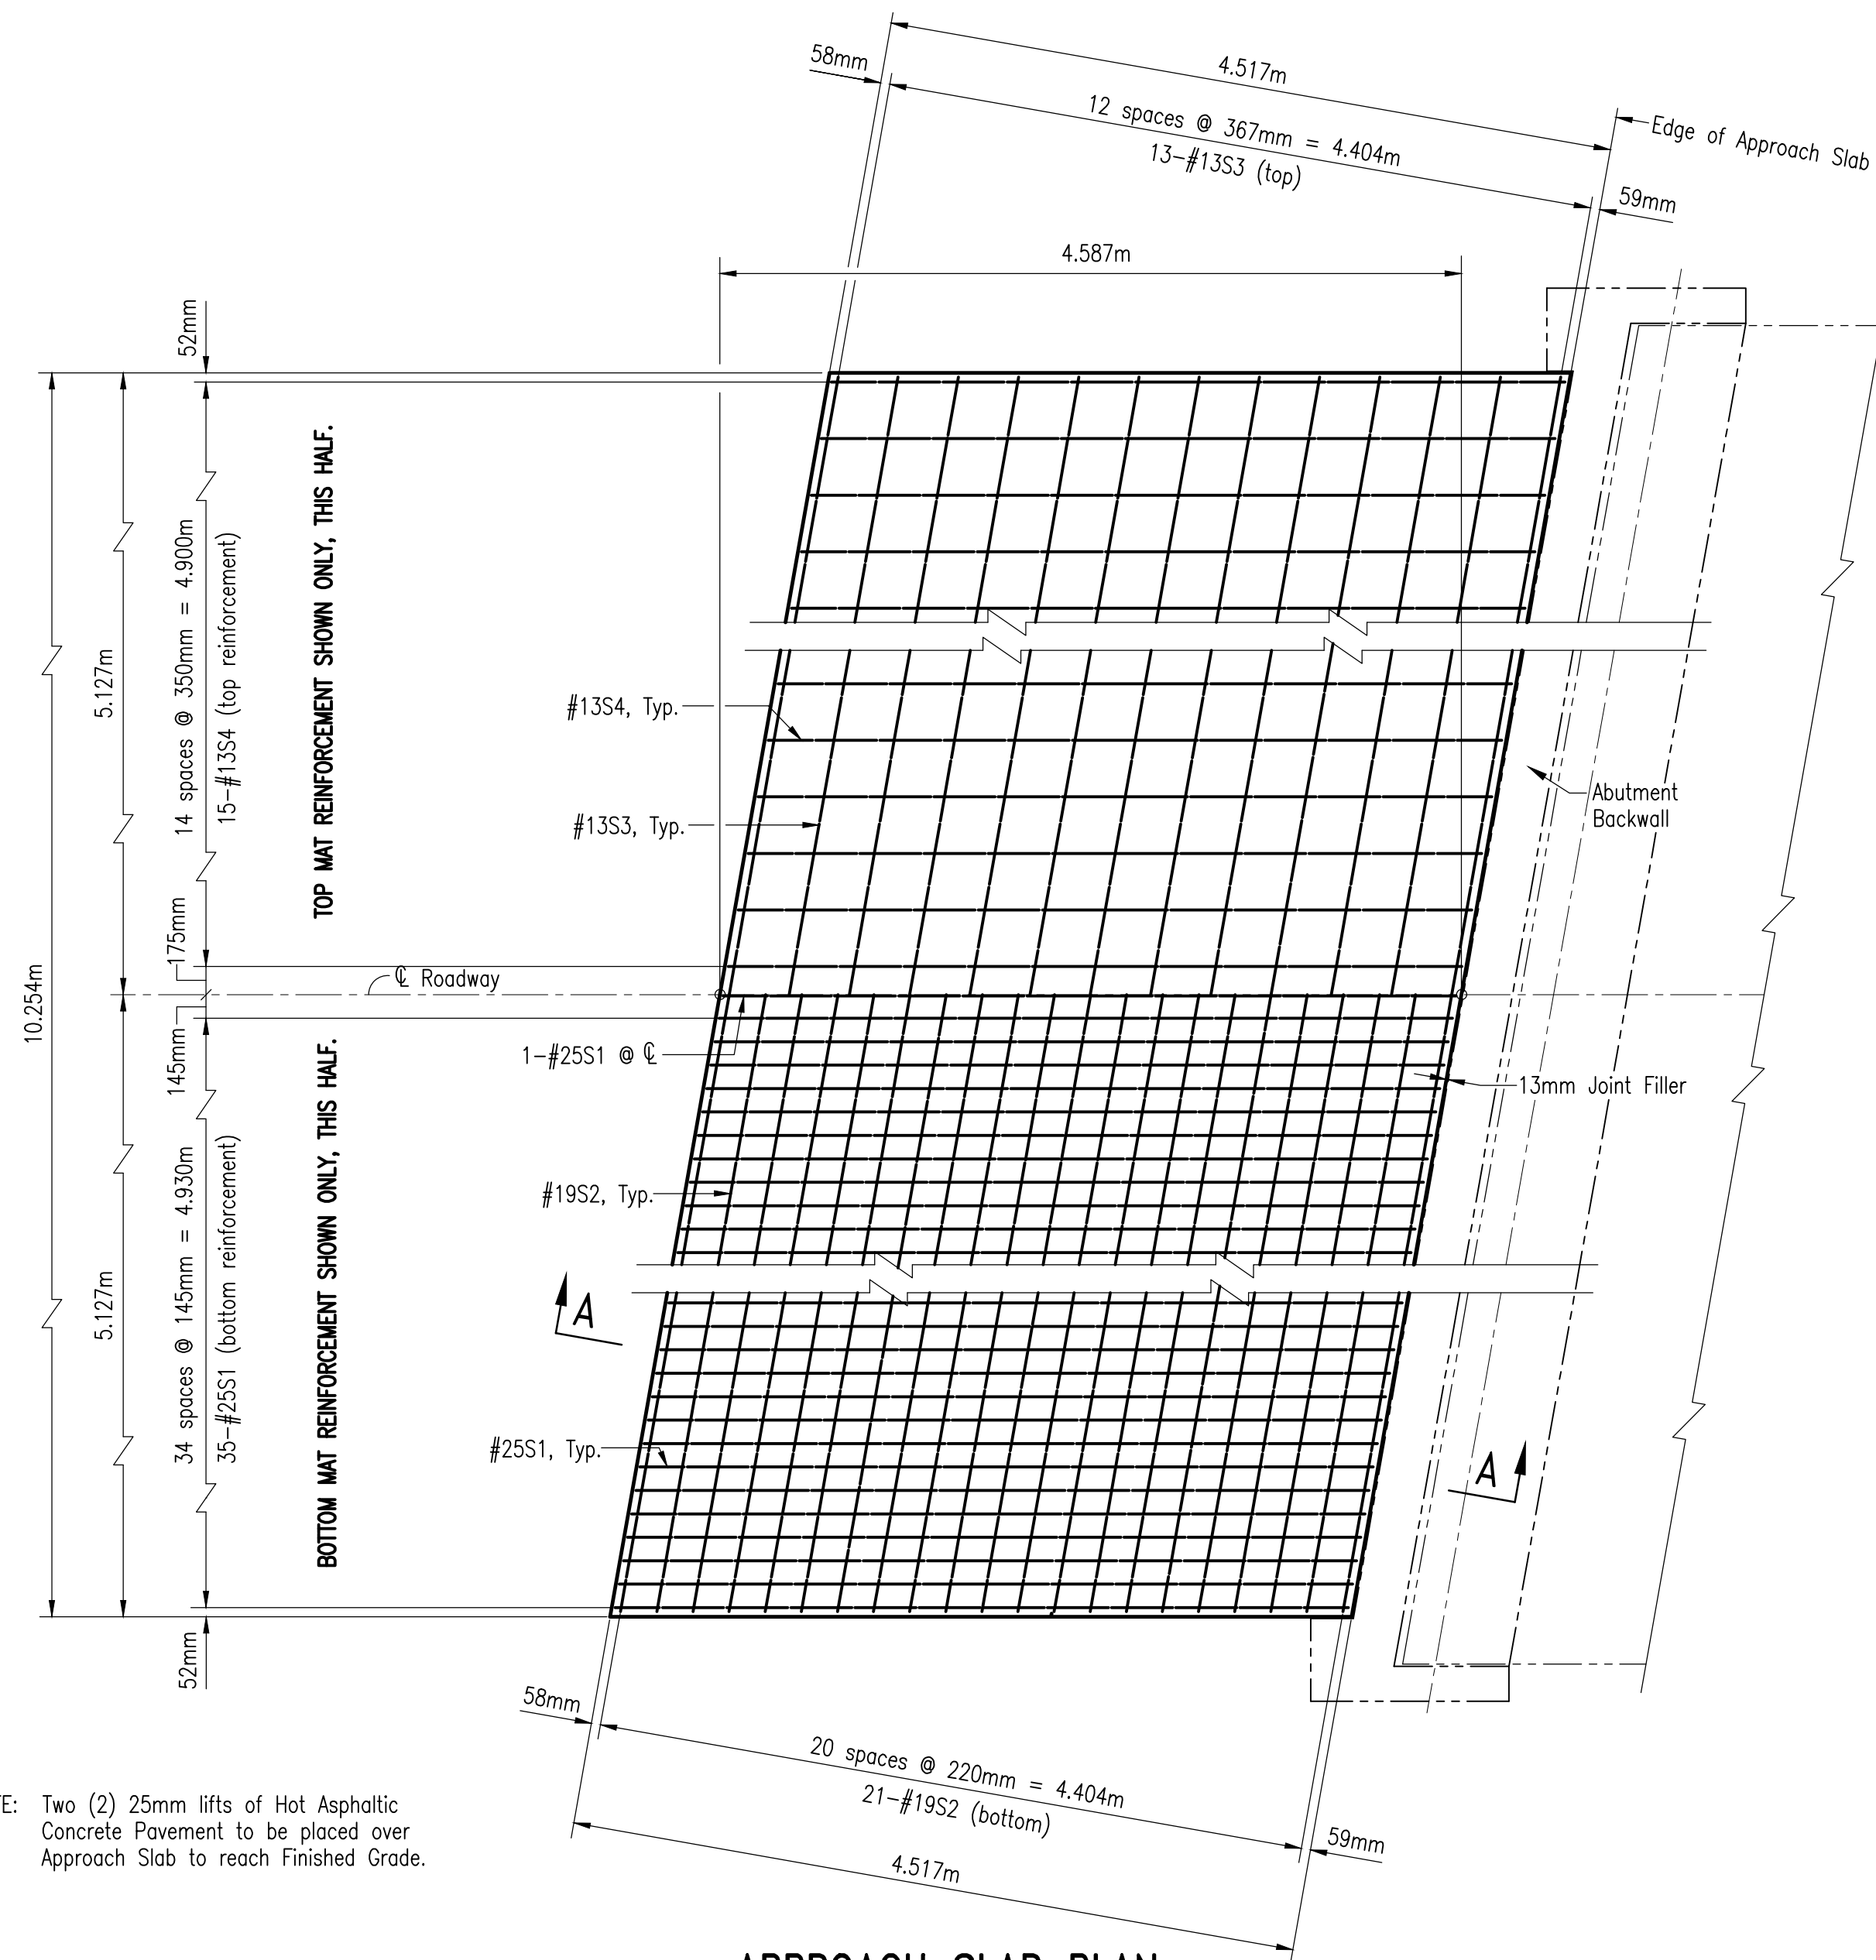 4.517m
58mm
12 spaces @ 367mm = 4.404m
13-#13S3 (top)
Edge of Approach Slab
59mm
4.587m
52mm
10.254m
5.127m
14 spaces @ 350mm = 4.900m
15-#13S4 (top reinforcement)
TOP MAT REINFORCEMENT SHOWN ONLY, THIS HALF.
#13S4, Typ.
#13S3, Typ.
Abutment
Backwall
175mm
℄ Roadway
145mm
1-#25S1 @ ℄
13mm Joint Filler
#19S2, Typ.
5.127m
34 spaces @ 145mm = 4.930m
35-#25S1 (bottom reinforcement)
BOTTOM MAT REINFORCEMENT SHOWN ONLY, THIS HALF.
A
#25S1, Typ.
A
52mm
58mm
20 spaces @ 220mm = 4.404m
21-#19S2 (bottom)
59mm
4.517m
TE: Two (2) 25mm lifts of Hot Asphaltic
Concrete Pavement to be placed over
Approach Slab to reach Finished Grade.
APPROACH SLAB PLAN